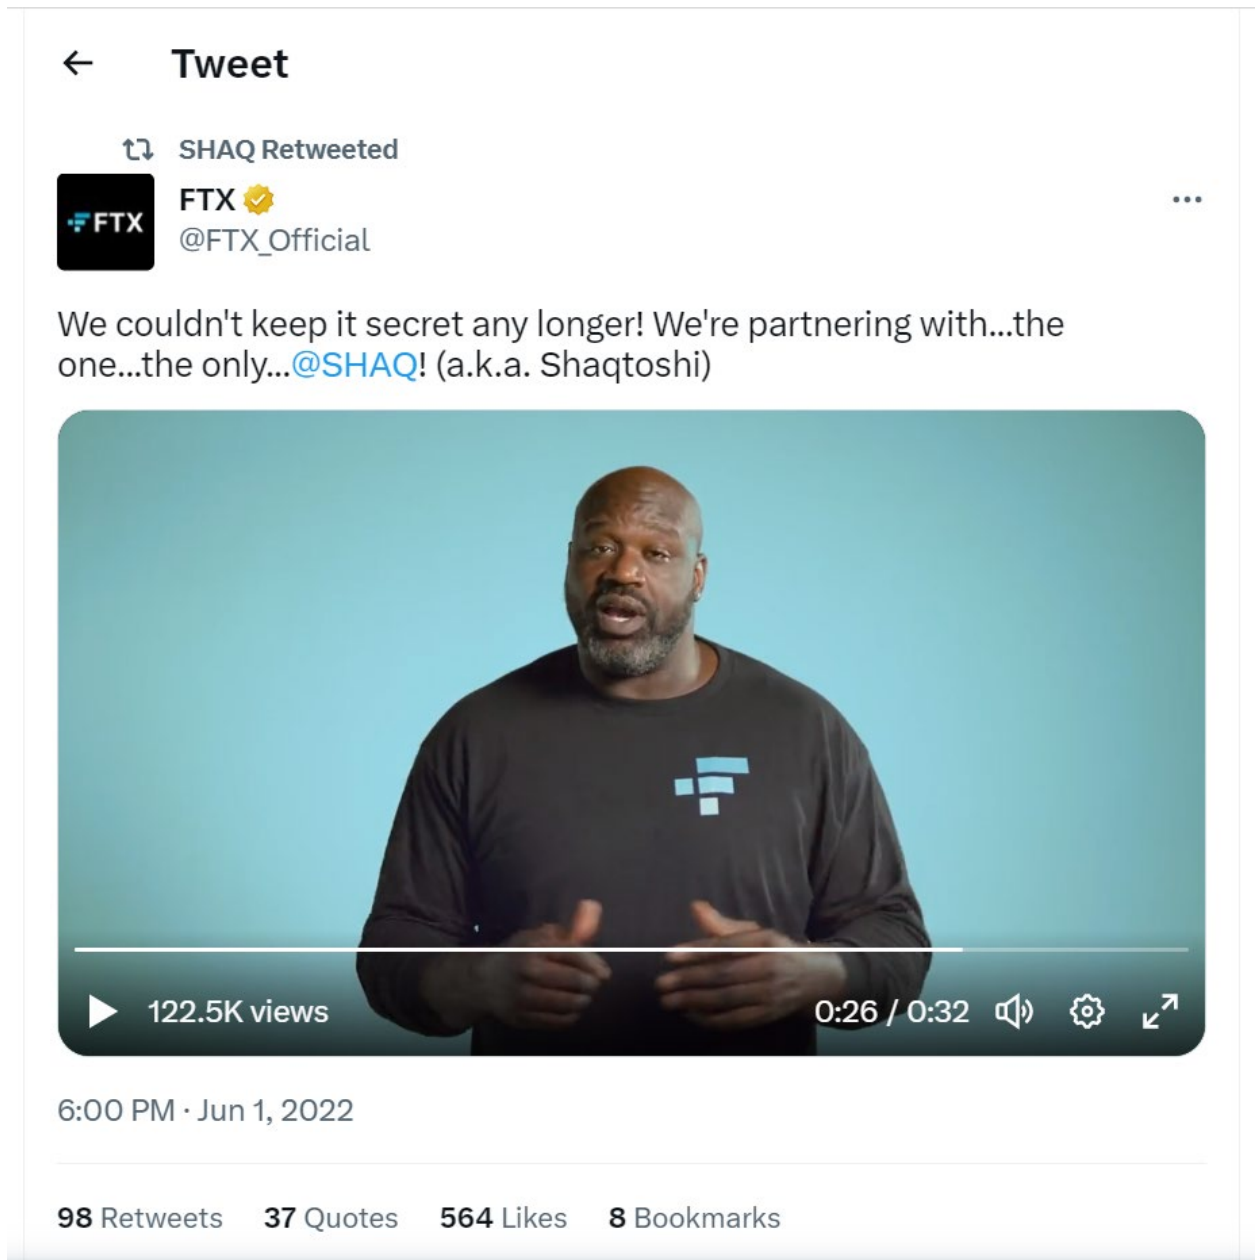 Tweet
SHAQ Retweeted
FTX
FTX
@FTX_Official
We couldn't keep it secret any longer! We're partnering with...the
one...the only...@SHAQ! (a.k.a. Shaqtoshi)
122.5K views
0:26 / 0:32
6:00 PM · Jun 1, 2022
98 Retweets 37 Quotes 564 Likes 8 Bookmarks